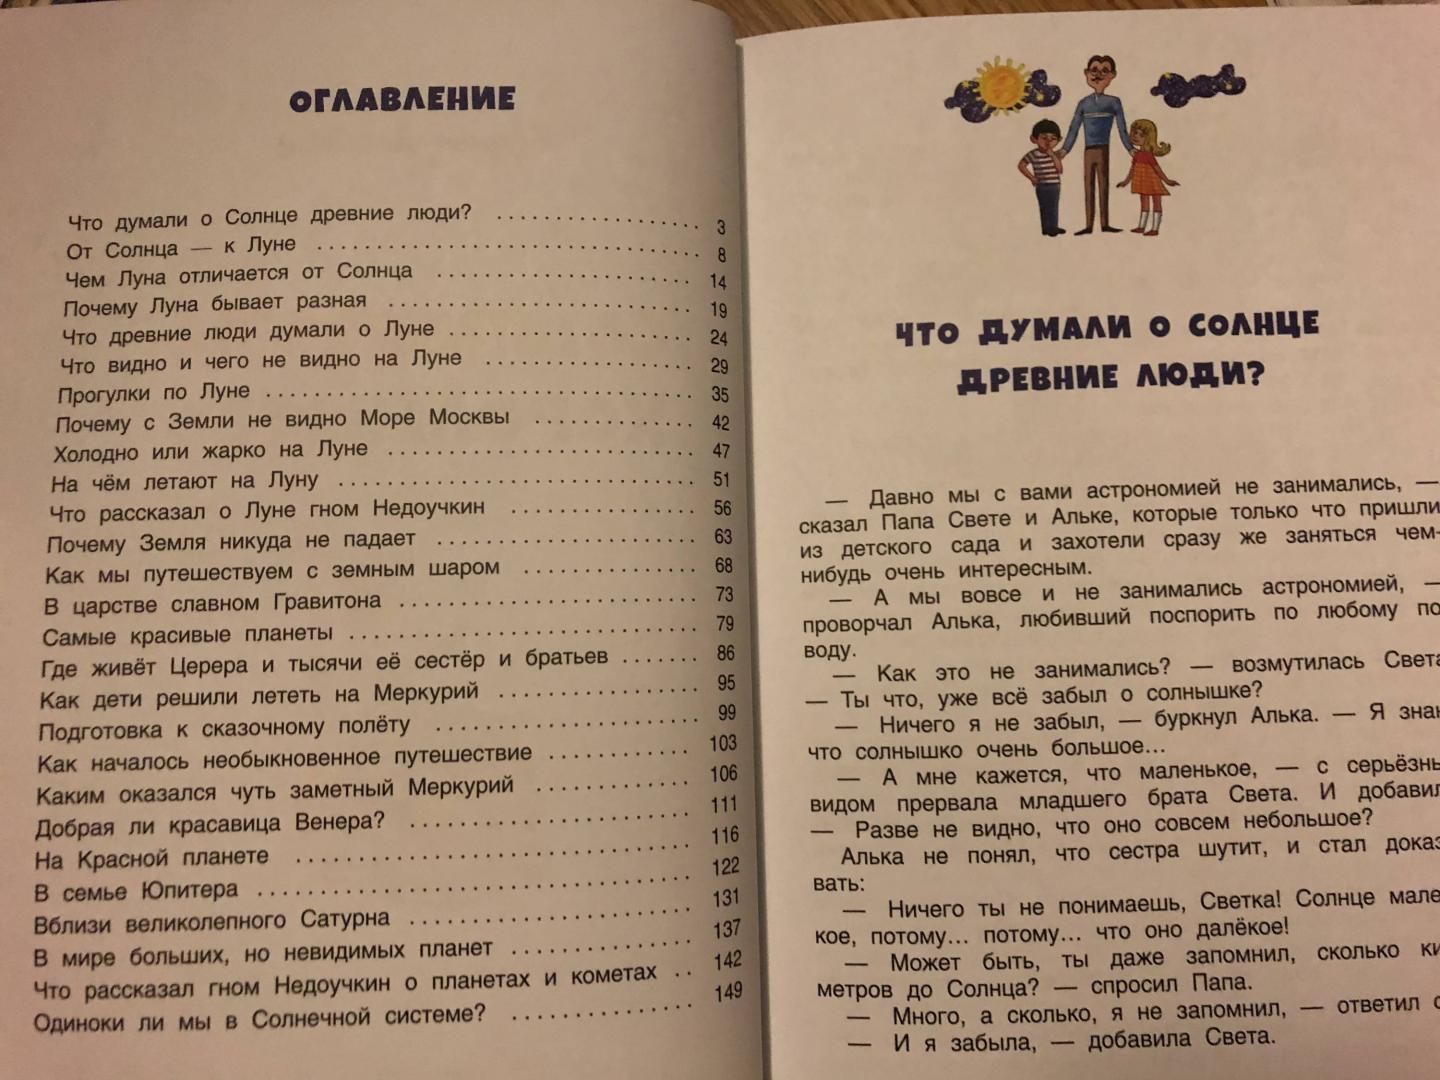 ОГЛАВЛЕНИЕ
Что думали о Солнце древние люди? .................. 3
От Солнца — к Луне .................. 8
Чем Луна отличается от Солнца .................. 14
Почему Луна бывает разная .................. 19
Что древние люди думали о Луне .................. 24
Что видно и чего не видно на Луне .................. 29
Прогулки по Луне .................. 35
Почему с Земли не видно Море Москвы .................. 42
Холодно или жарко на Луне .................. 47
На чём летают на Луну .................. 51
Что рассказал о Луне гном Недоучкин .................. 56
Почему Земля никуда не падает .................. 63
Как мы путешествуем с земным шаром .................. 68
В царстве славном Гравитона .................. 73
Самые красивые планеты .................. 79
Где живёт Церера и тысячи её сестёр и братьев ....... 86
Как дети решили лететь на Меркурий .................. 95
Подготовка к сказочному полёту .................. 99
Как началось необыкновенное путешествие .................. 103
Каким оказался чуть заметный Меркурий .................. 106
Добрая ли красавица Венера? .................. 111
На Красной планете .................. 116
В семье Юпитера .................. 122
Вблизи великолепного Сатурна .................. 131
В мире больших, но невидимых планет .................. 137
Что рассказал гном Недоучкин о планетах и кометах .. 142
Одиноки ли мы в Солнечной системе? .................. 149
ЧТО ДУМАЛИ О СОЛНЦЕ
ДРЕВНИЕ ЛЮДИ?
— Давно мы с вами астрономией не занимались, —
сказал Папа Свете и Альке, которые только что пришли
из детского сада и захотели сразу же заняться чем-
нибудь очень интересным.
— А мы вовсе и не занимались астрономией, —
проворчал Алька, любивший поспорить по любому по
воду.
— Как это не занимались? — возмутилась Света
— Ты что, уже всё забыл о солнышке?
— Ничего я не забыл, — буркнул Алька. — Я знаю
что солнышко очень большое...
— А мне кажется, что маленькое, — с серьёзны
видом прервала младшего брата Света. И добавил
— Разве не видно, что оно совсем небольшое?
Алька не понял, что сестра шутит, и стал доказ
вать:
— Ничего ты не понимаешь, Светка! Солнце мале
кое, потому... потому... что оно далёкое!
— Может быть, ты даже запомнил, сколько ки
метров до Солнца? — спросил Папа.
— Много, а сколько, я не запомнил, — ответил
— И я забыла, — добавила Света.